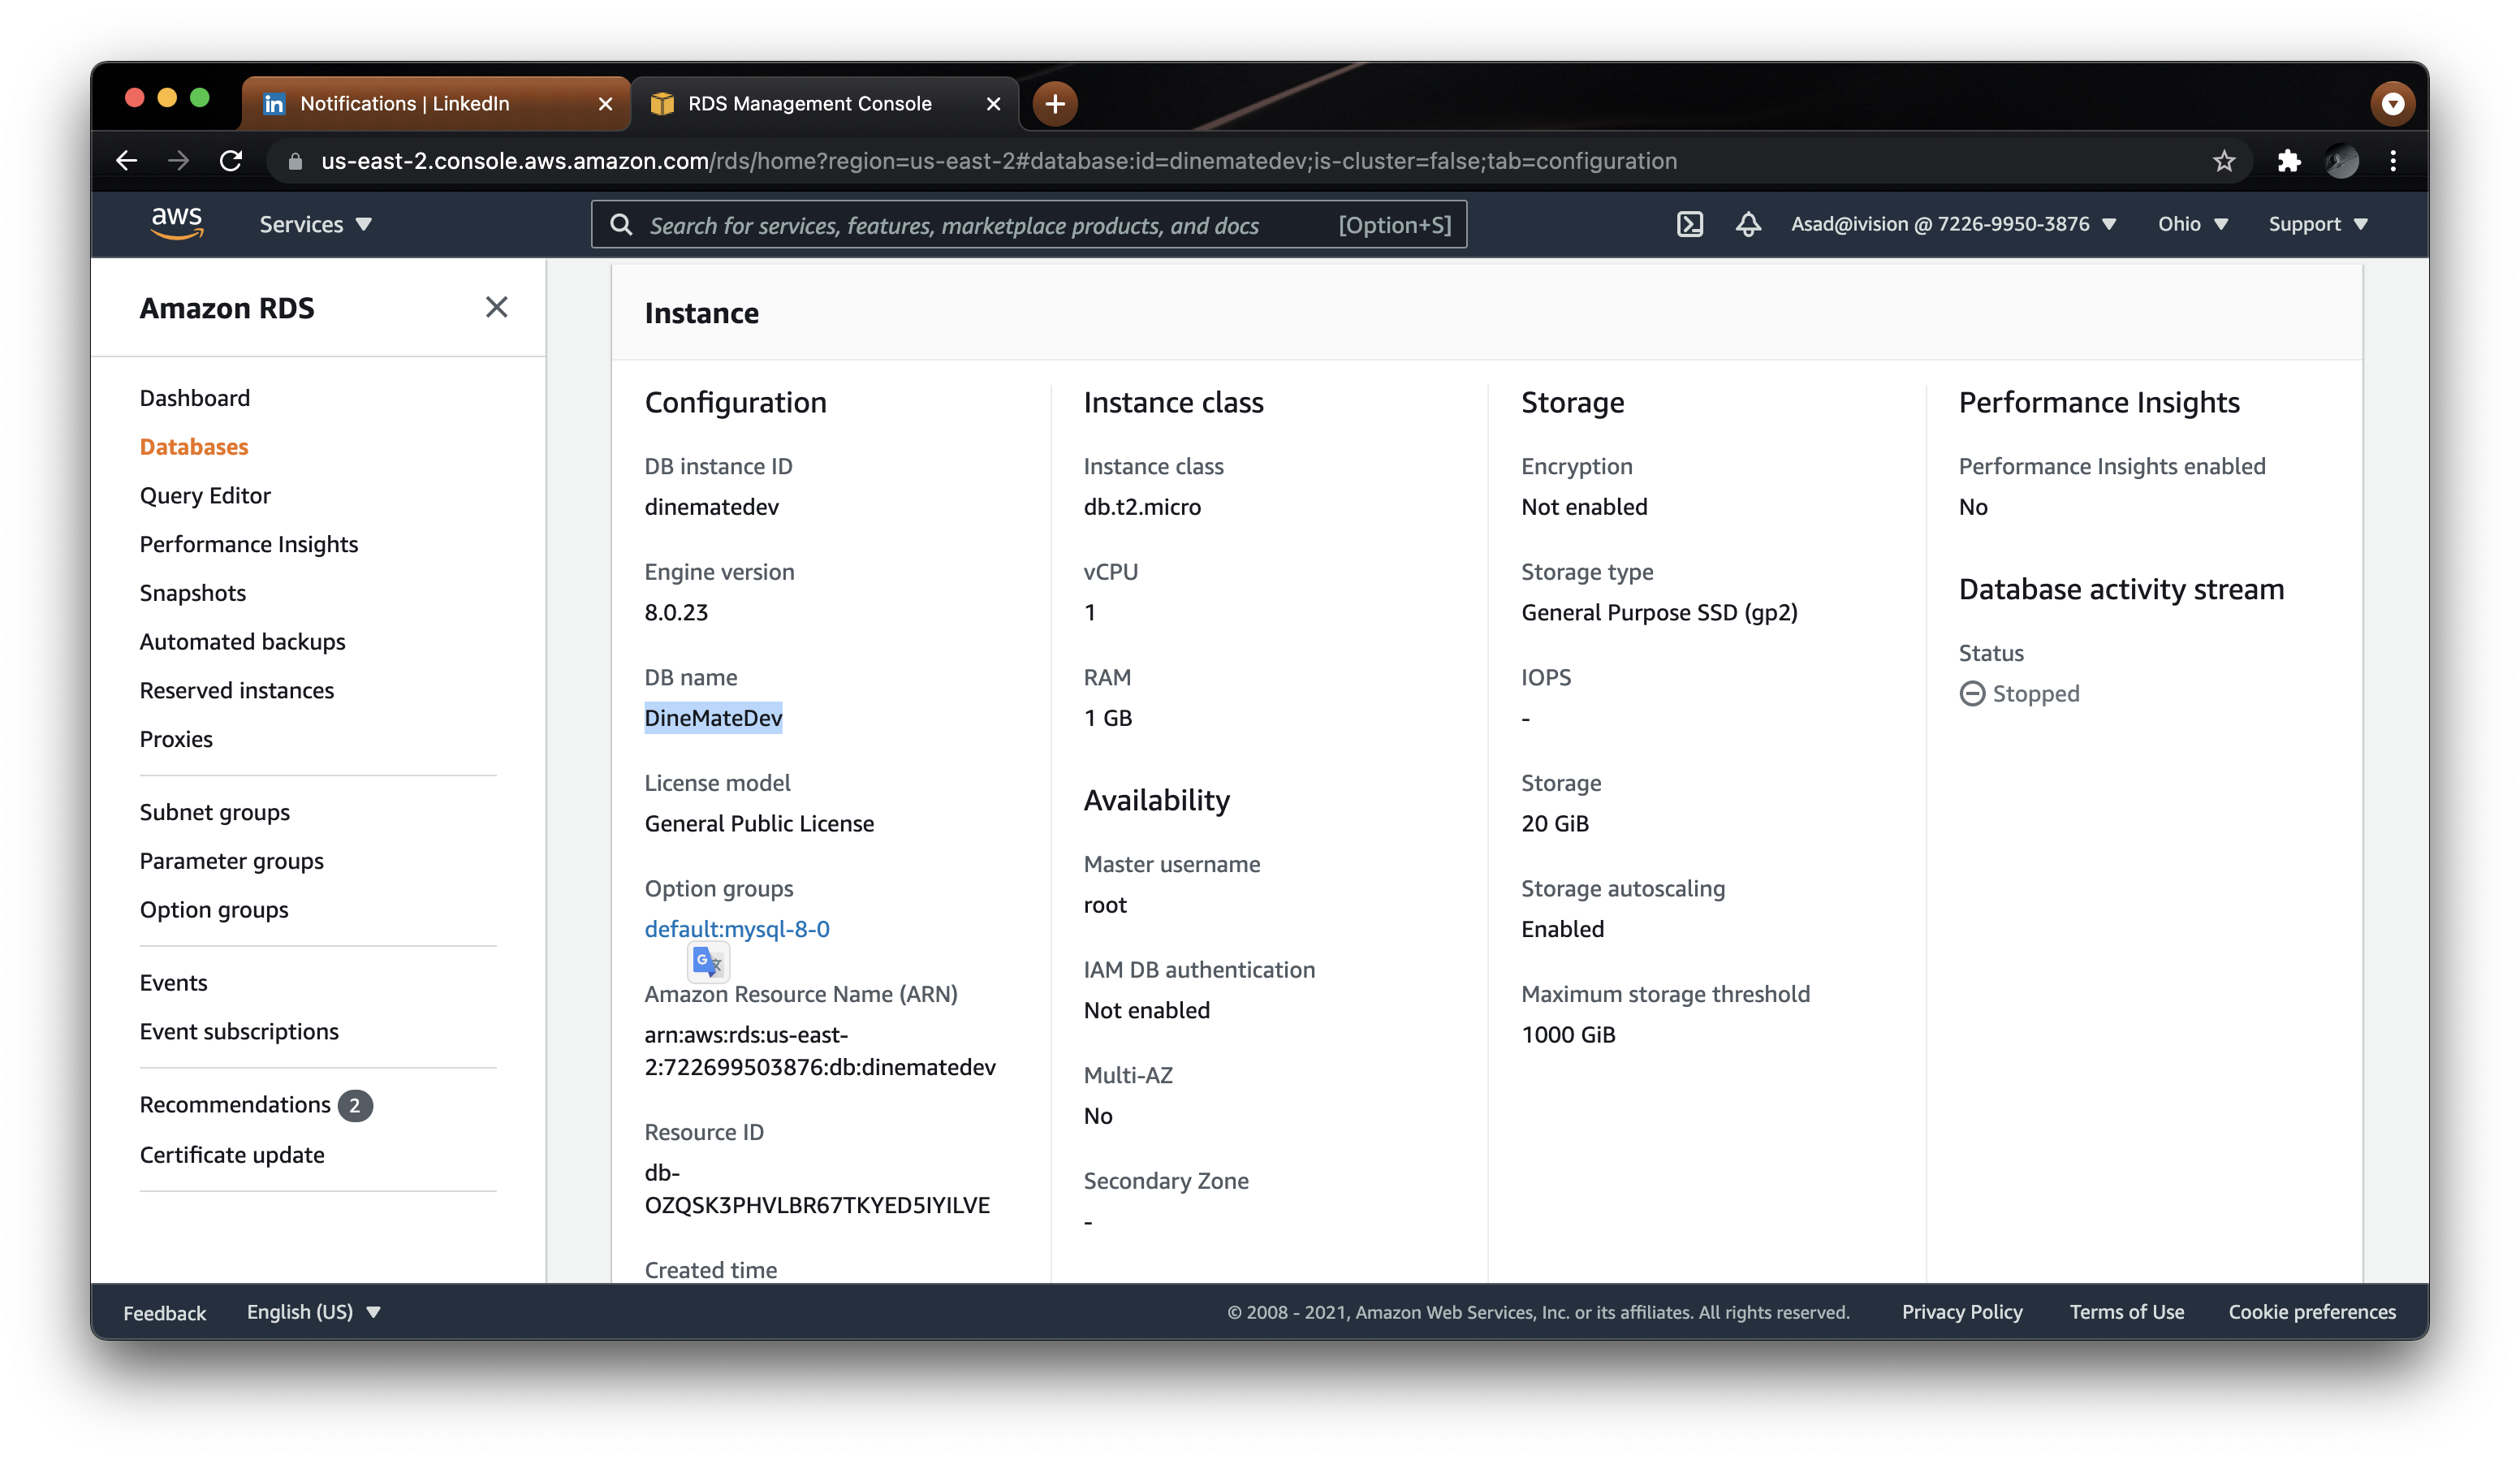 Notifications | LinkedIn
RDS Management Console
us-east-2.console.aws.amazon.com/rds/home?region=us-east-2#database:id=dinematedev;is-cluster=false;tab=configuration
aws
Services
Search for services, features, marketplace products, and docs
[Option+S]
Asad@ivision @ 7226-9950-3876
Ohio
Support
Amazon RDS
Dashboard
Databases
Query Editor
Performance Insights
Snapshots
Automated backups
Reserved instances
Proxies
Subnet groups
Parameter groups
Option groups
Events
Event subscriptions
Recommendations 2
Certificate update
Instance
Configuration
DB instance ID
dinematedev
Engine version
8.0.23
DB name
DineMateDev
License model
General Public License
Option groups
default:mysql-8-0
Amazon Resource Name (ARN)
arn:aws:rds:us-east-
2:722699503876:db:dinematedev
Resource ID
db-
OZQSK3PHVLBR67TKYED5IYILVE
Created time
Instance class
Instance class
db.t2.micro
vCPU
1
RAM
1 GB
Availability
Master username
root
IAM DB authentication
Not enabled
Multi-AZ
No
Secondary Zone
-
Storage
Encryption
Not enabled
Storage type
General Purpose SSD (gp2)
IOPS
-
Storage
20 GiB
Storage autoscaling
Enabled
Maximum storage threshold
1000 GiB
Performance Insights
Performance Insights enabled
No
Database activity stream
Status
Stopped
Feedback
English (US)
© 2008 - 2021, Amazon Web Services, Inc. or its affiliates. All rights reserved.
Privacy Policy
Terms of Use
Cookie preferences